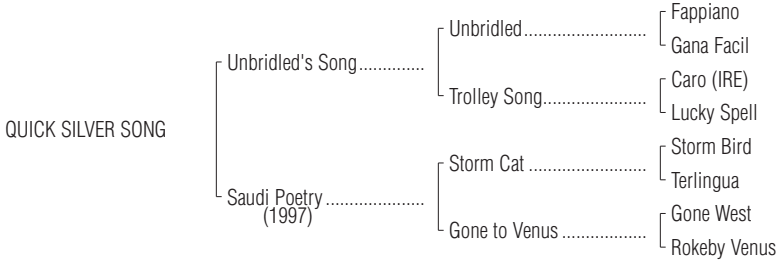 Fappiano
Unbridled..........................
Gana Facil
Unbridled's Song..............
Caro (IRE)
Trolley Song......................
Lucky Spell
QUICK SILVER SONG
Storm Bird
Storm Cat .........................
Terlingua
Saudi Poetry .....................
(1997)
Gone West
Gone to Venus ..................
Rokeby Venus